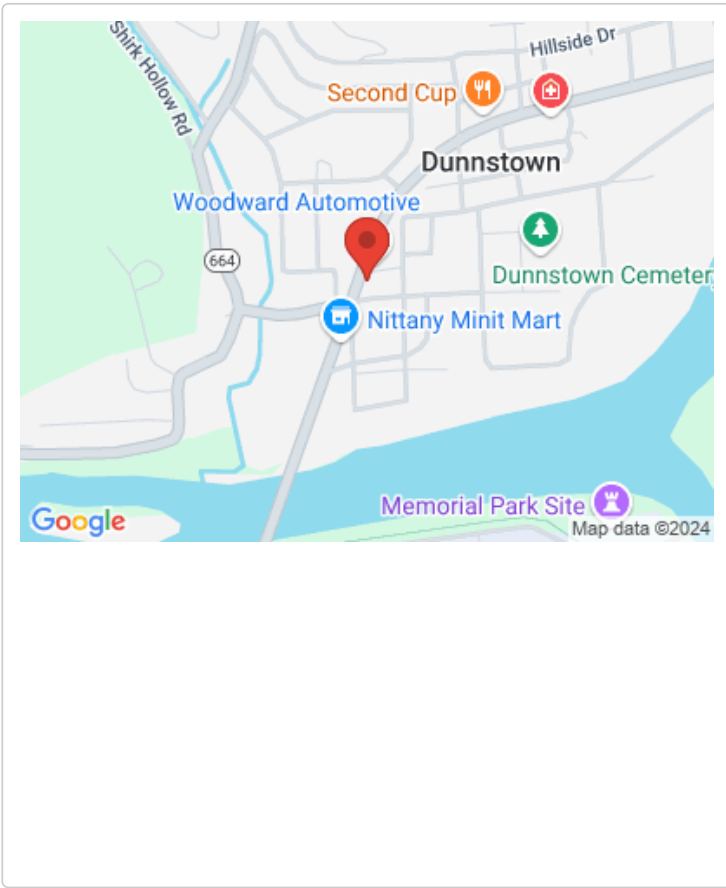 Shirk Hollow Rd
Hillside Dr
Second Cup
Dunnstown
Woodward Automotive
664
Dunnstown Cemeter
Nittany Minit Mart
Memorial Park Site
Google
Map data ©2024